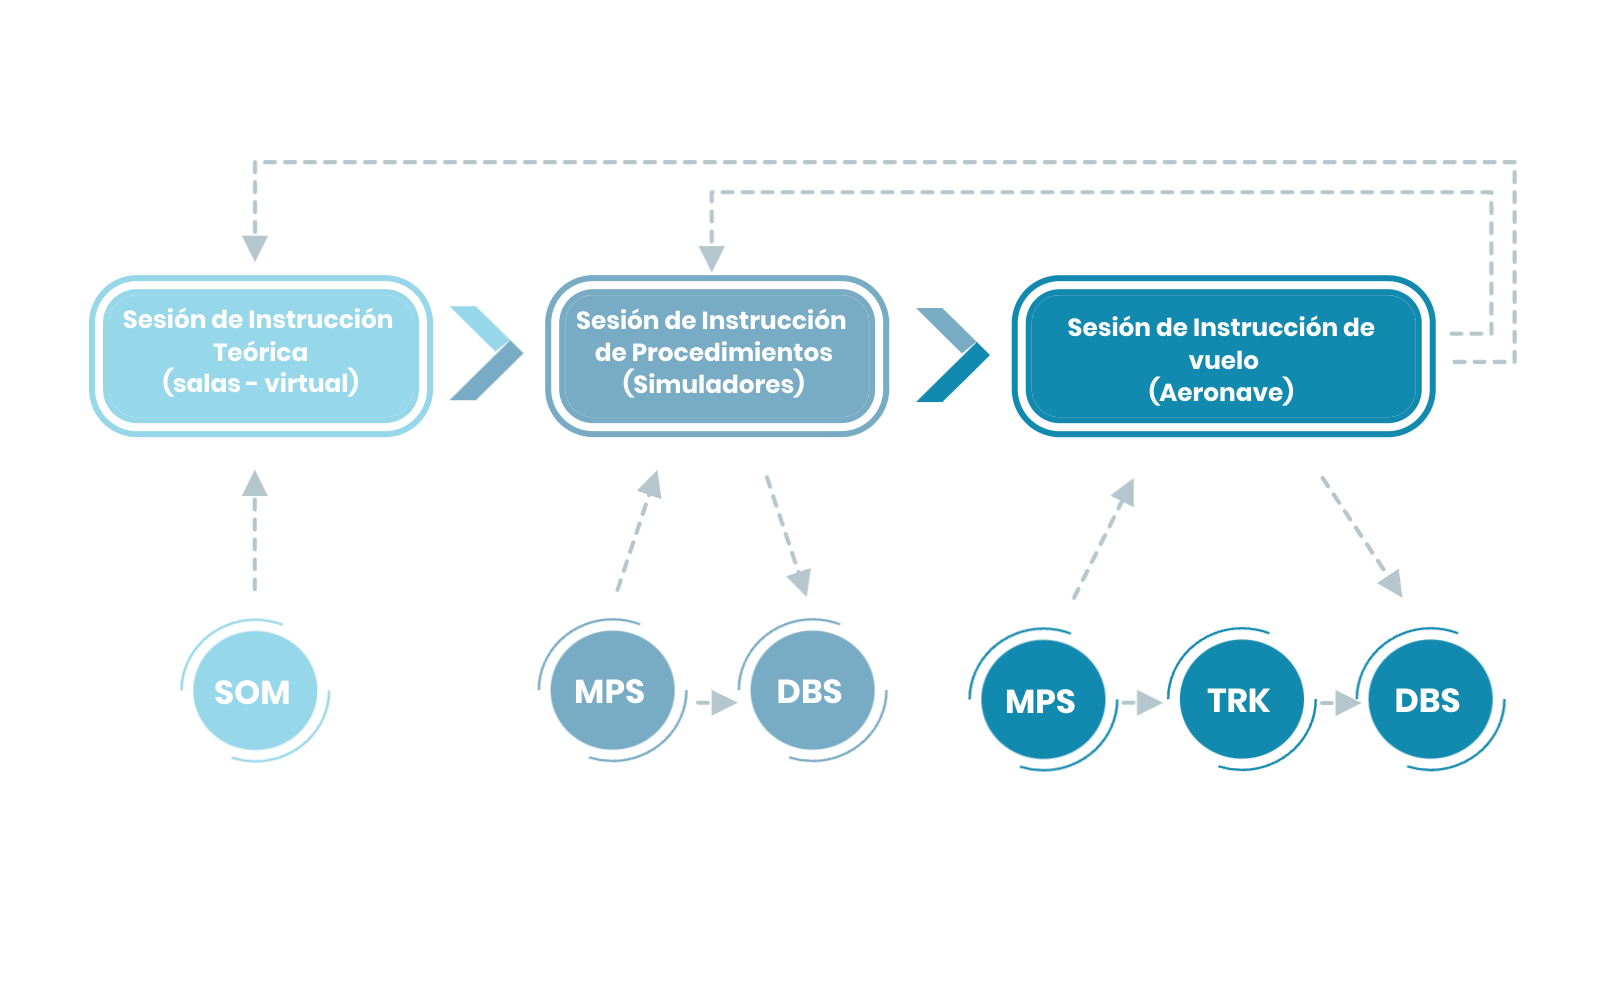 Sesión de Instrucción
Teórica
(salas - virtual)
Sesión de Instrucción
de Procedimientos
(Simuladores)
Sesión de Instrucción de
vuelo
(Aeronave)
SOM
MPS
DBS
MPS
TRK
DBS